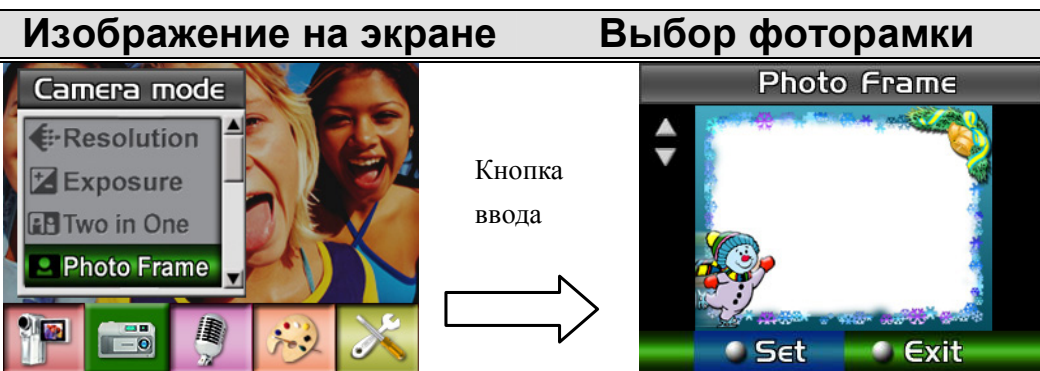 Изображение на экране
Выбор фоторамки
Camera mode
Resolution
Exposure
Two in One
Photo Frame
Кнопка
ввода
Photo Frame
Set
Exit